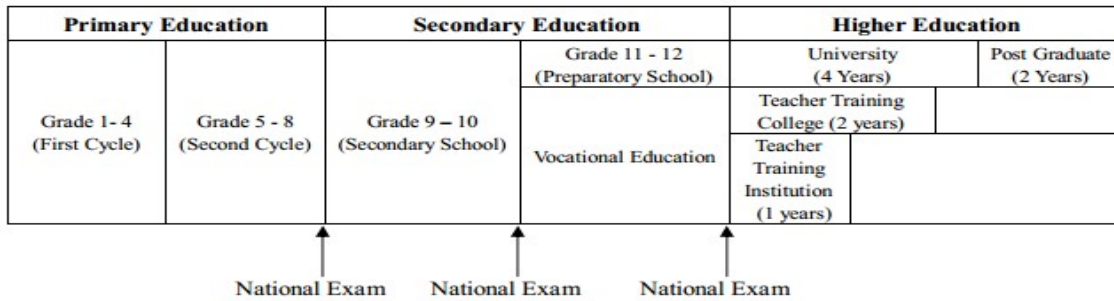 Primary Education
Secondary Education
Higher Education
Grade 1- 4
(First Cycle)
Grade 5 - 8
(Second Cycle)
Grade 9 – 10
(Secondary School)
Grade 11 - 12
(Preparatory School)
Vocational Education
University
(4 Years)
Post Graduate
(2 Years)
Teacher Training
College (2 years)
Teacher
Training
Institution
(1 years)
National Exam
National Exam
National Exam